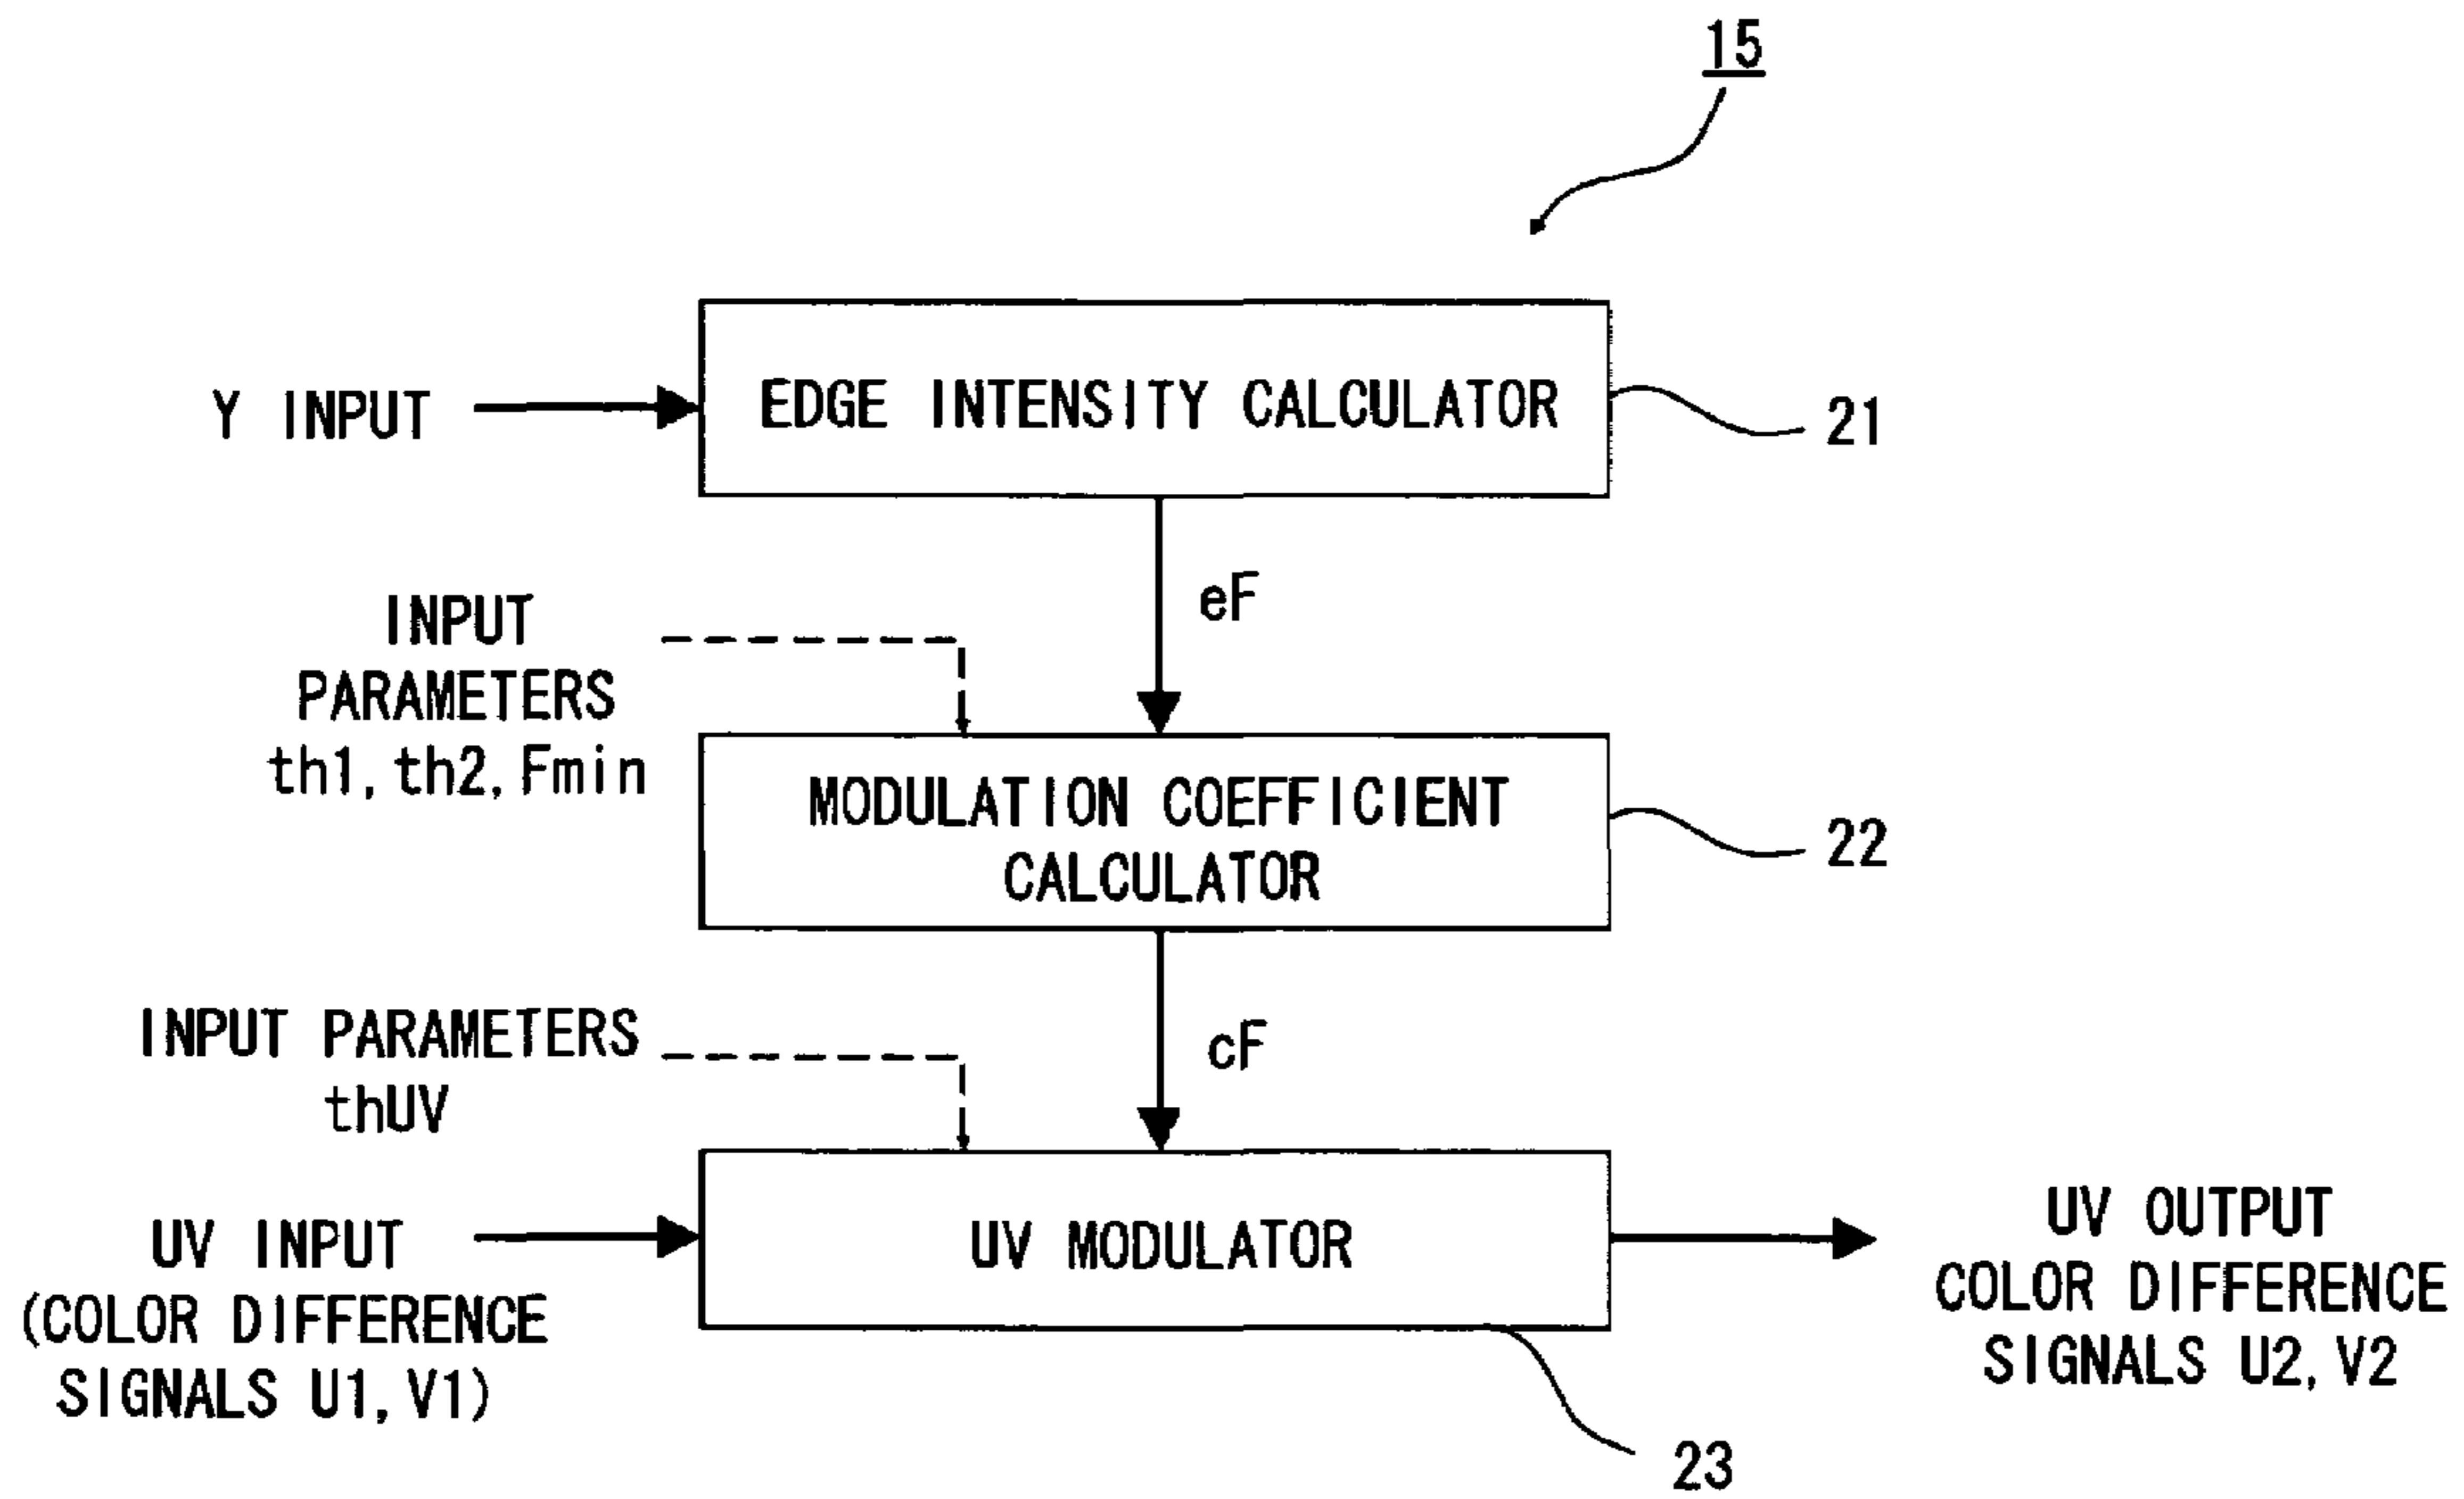 15
Y INPUT
EDGE INTENSITY CALCULATOR
21
eF
INPUT
PARAMETERS
th1, th2, Fmin
MODULATION COEFFICIENT
CALCULATOR
22
cF
INPUT PARAMETERS
thUV
UV INPUT
(COLOR DIFFERENCE
SIGNALS U1, V1)
UV MODULATOR
23
UV OUTPUT
COLOR DIFFERENCE
SIGNALS U2, V2